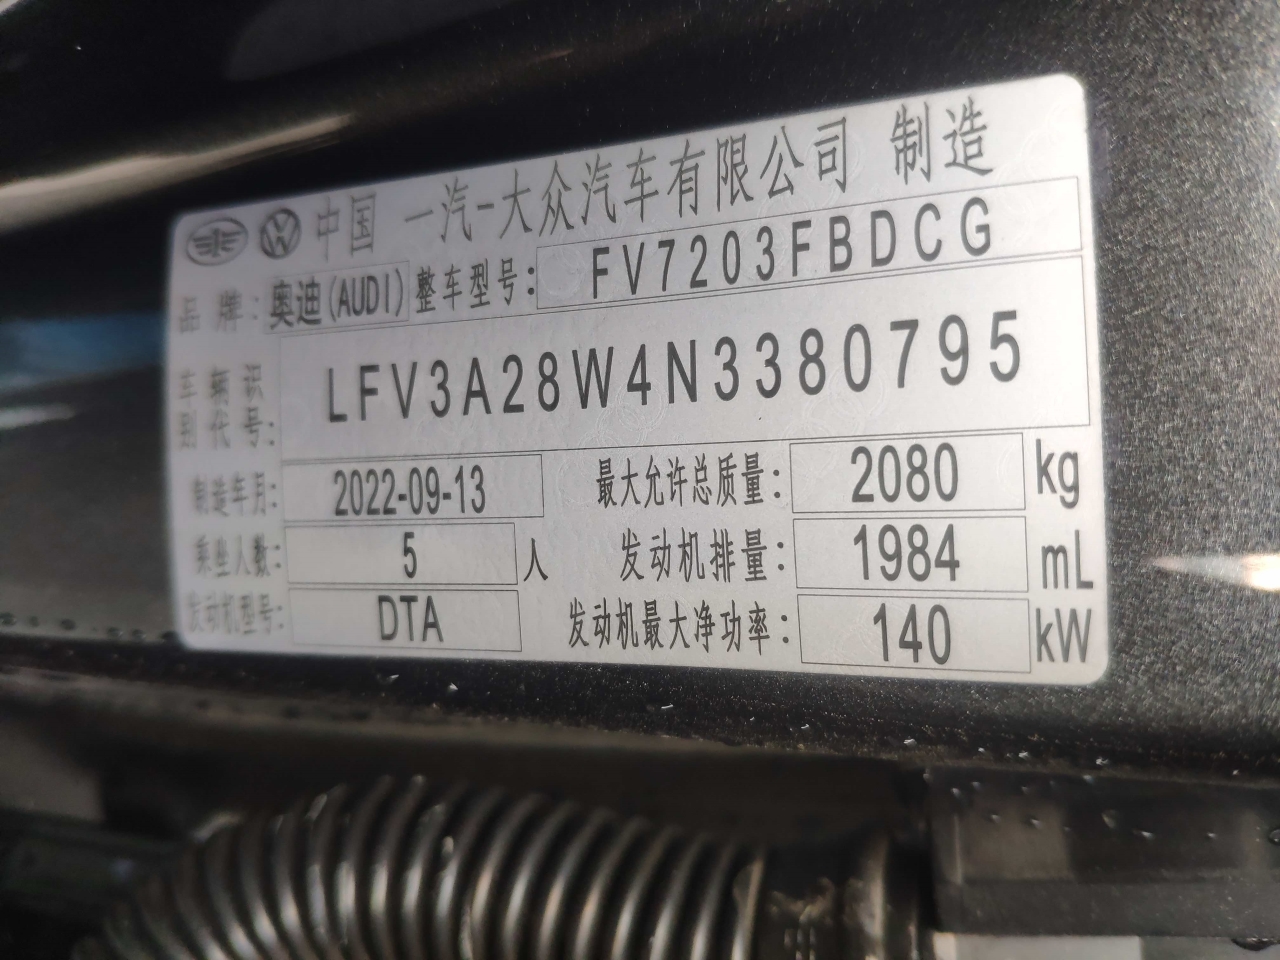 中国 一汽-大众汽车有限公司 制造
品牌: 奥迪(AUDI) 整车型号: FV7203FBDCG
车辆识别代号: LFV3A28W4N3380795
制造年月: 2022-09-13 最大允许总质量: 2080 kg
乘坐人数: 5 人 发动机排量: 1984 mL
发动机型号: DTA 发动机最大净功率: 140 kW